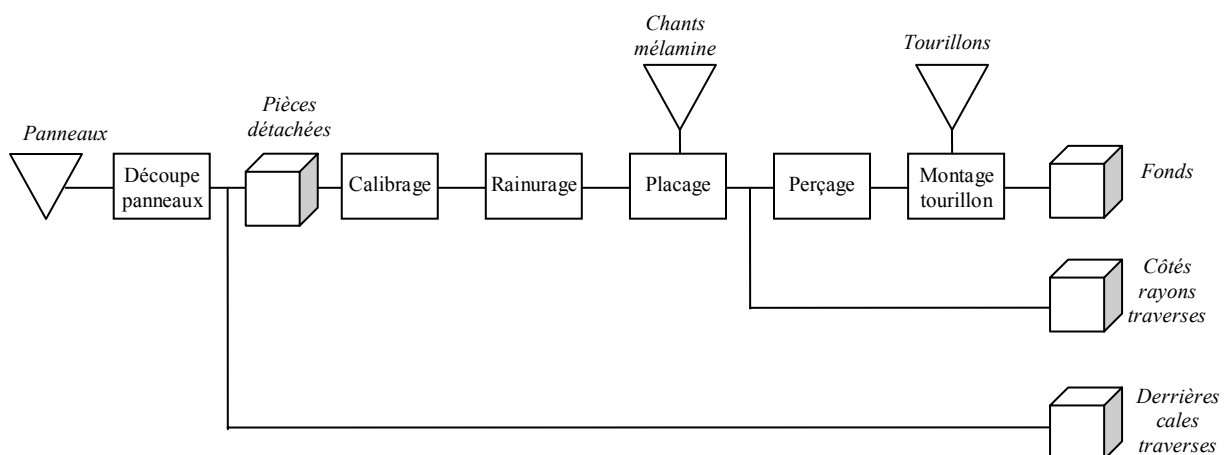 Chants
mélamine
Tourillons
Pièces
détachées
Panneaux
Découpe
panneaux
Calibrage
Rainurage
Placage
Perçage
Montage
tourillon
Fonds
Côtés
rayons
traverses
Derrières
cales
traverses